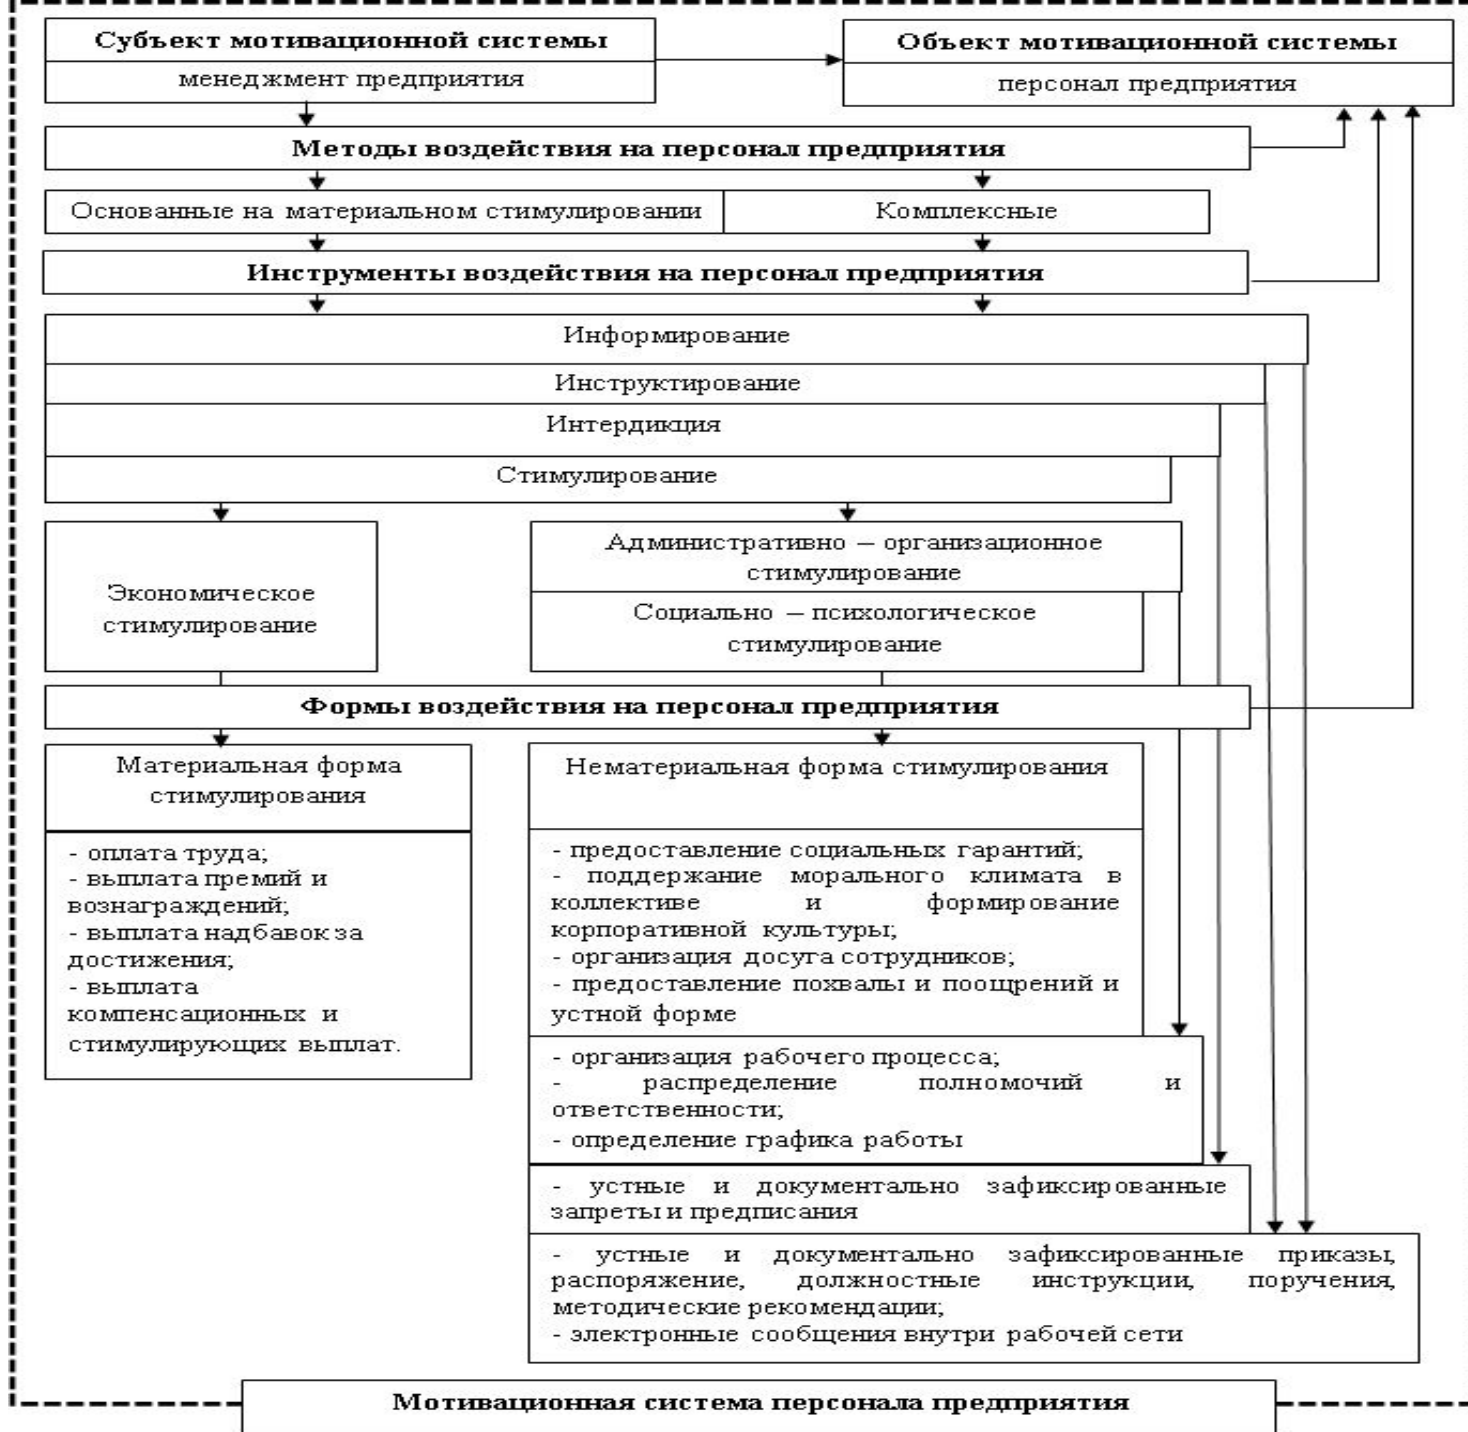 Субъект мотивационной системы
менеджмент предприятия
Объект мотивационной системы
персонал предприятия
Методы воздействия на персонал предприятия
Основанные на материальном стимулировании
Комплексные
Инструменты воздействия на персонал предприятия
Информирование
Инструктирование
Интердикция
Стимулирование
Экономическое
стимулирование
Административно – организационное
стимулирование
Социально – психологическое
стимулирование
Формы воздействия на персонал предприятия
Материальная форма
стимулирования
- оплата труда;
- выплата премий и
вознаграждений;
- выплата надбавок за
достижения;
- выплата
компенсационных и
стимулирующих выплат.
Нематериальная форма стимулирования
- предоставление социальных гарантий;
- поддержание морального климата в
коллективе и формирование
корпоративной культуры;
- организация досуга сотрудников;
- предоставление похвалы и поощрений и
устной форме
- организация рабочего процесса;
- распределение полномочий и
ответственности;
- определение графика работы
- устные и документально зафиксированные
запреты и предписания
- устные и документально зафиксированные приказы,
распоряжение, должностные инструкции, поручения,
методические рекомендации;
- электронные сообщения внутри рабочей сети
Мотивационная система персонала предприятия